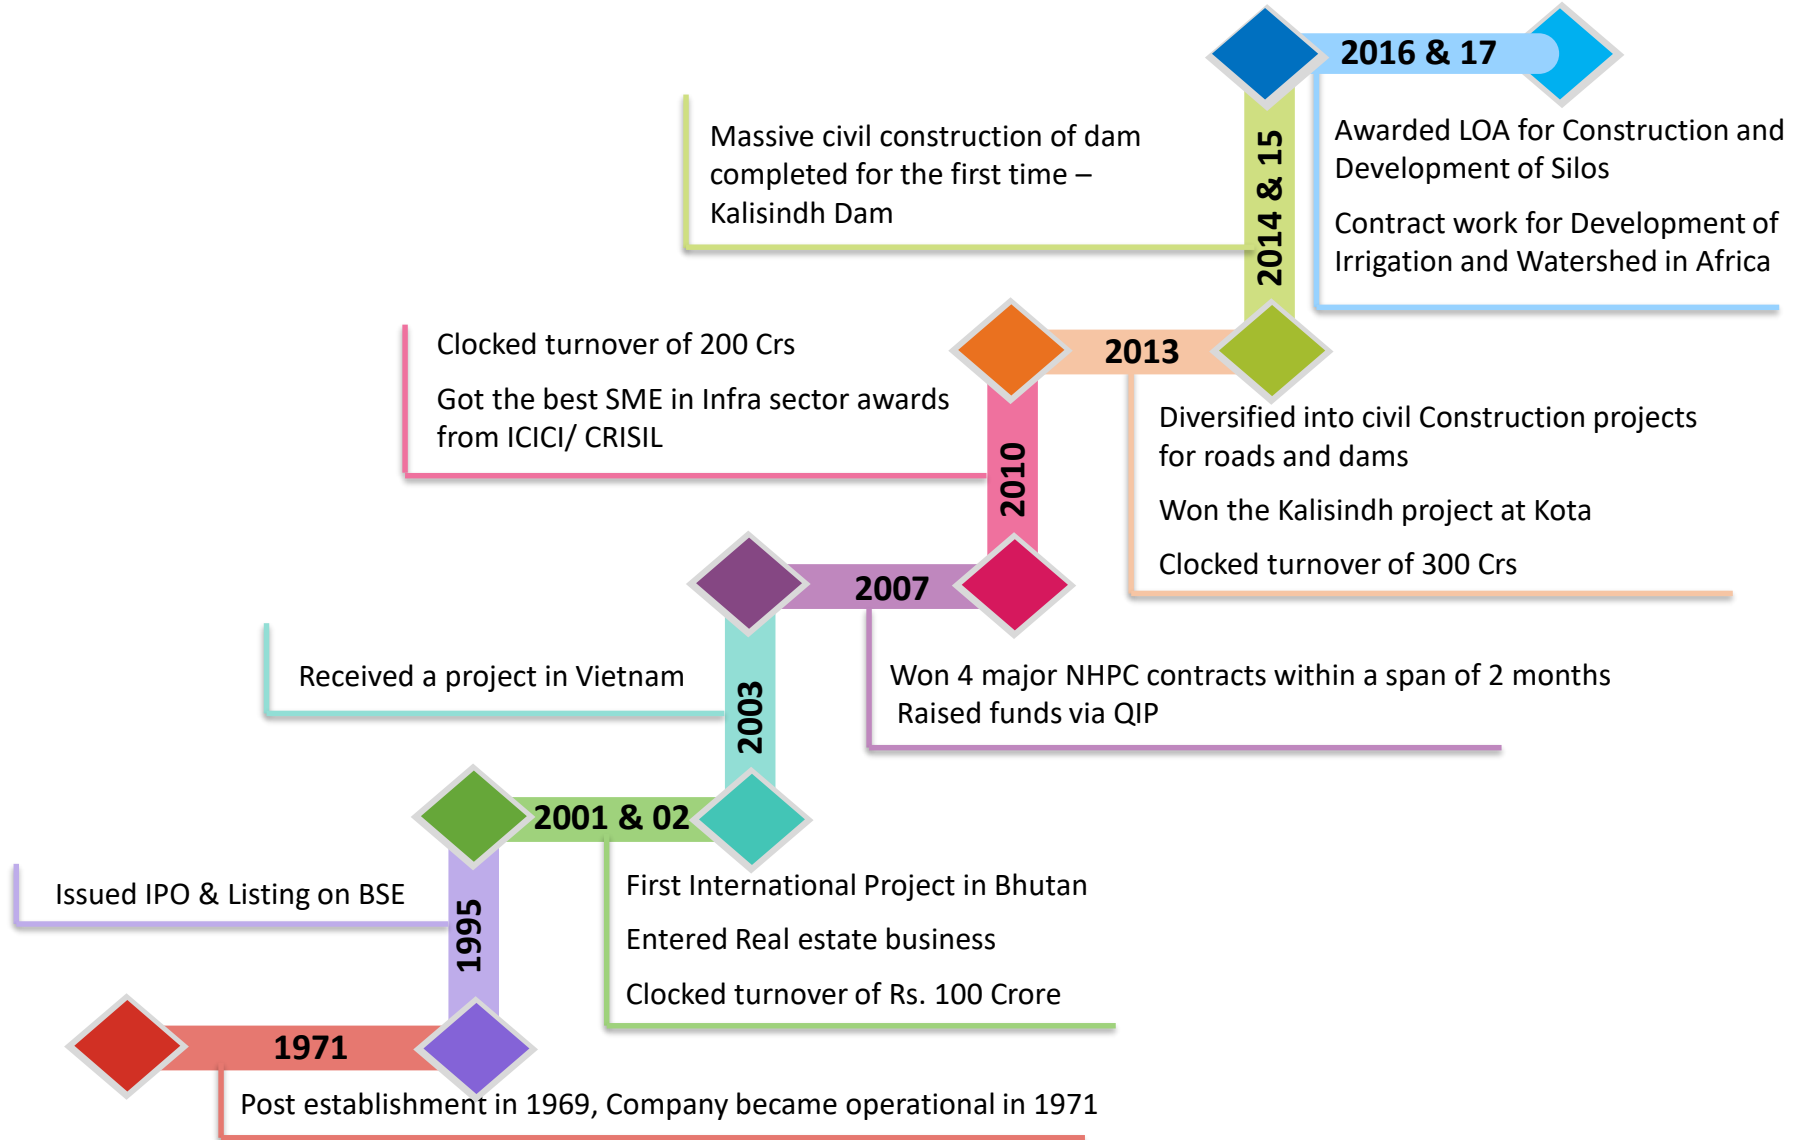 2016 & 17
Awarded LOA for Construction and
Development of Silos
Contract work for Development of
Irrigation and Watershed in Africa
2014 & 15
Massive civil construction of dam
completed for the first time –
Kalisindh Dam
2013
Diversified into civil Construction projects
for roads and dams
Won the Kalisindh project at Kota
Clocked turnover of 300 Crs
2010
Clocked turnover of 200 Crs
Got the best SME in Infra sector awards
from ICICI/ CRISIL
2007
Won 4 major NHPC contracts within a span of 2 months
Raised funds via QIP
2003
Received a project in Vietnam
2001 & 02
First International Project in Bhutan
Entered Real estate business
Clocked turnover of Rs. 100 Crore
1995
Issued IPO & Listing on BSE
1971
Post establishment in 1969, Company became operational in 1971